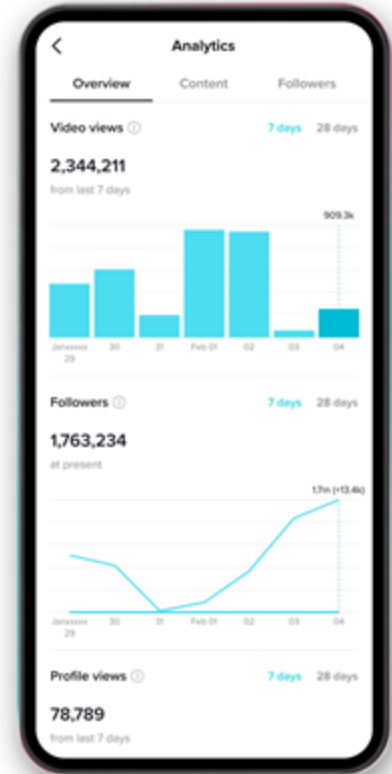 Analytics
Overview Content Followers
Video views 7 days 28 days
2,344,211
from last 7 days
909.3k
Janxxxxx 30 31 Feb 01 02 03 04
29
Followers 7 days 28 days
1,763,234
at present
1.7m (+13.4k)
Janxxxxx 30 31 Feb 01 02 03 04
29
Profile views 7 days 28 days
78,789
from last 7 days